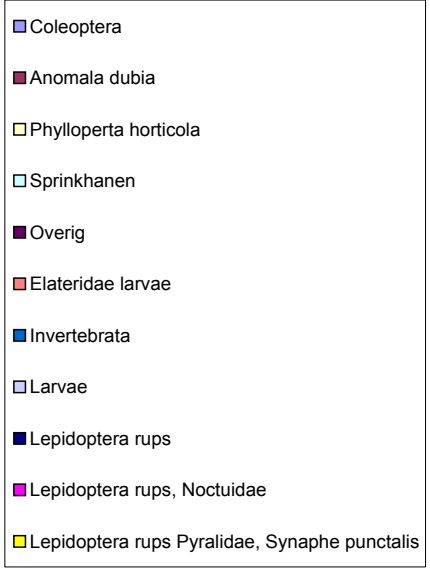 Coleoptera
Anomala dubia
Phylloperta horticola
Sprinkhanen
Overig
Elateridae larvae
Invertebrata
Larvae
Lepidoptera rups
Lepidoptera rups, Noctuidae
Lepidoptera rups Pyralidae, Synaphe punctalis